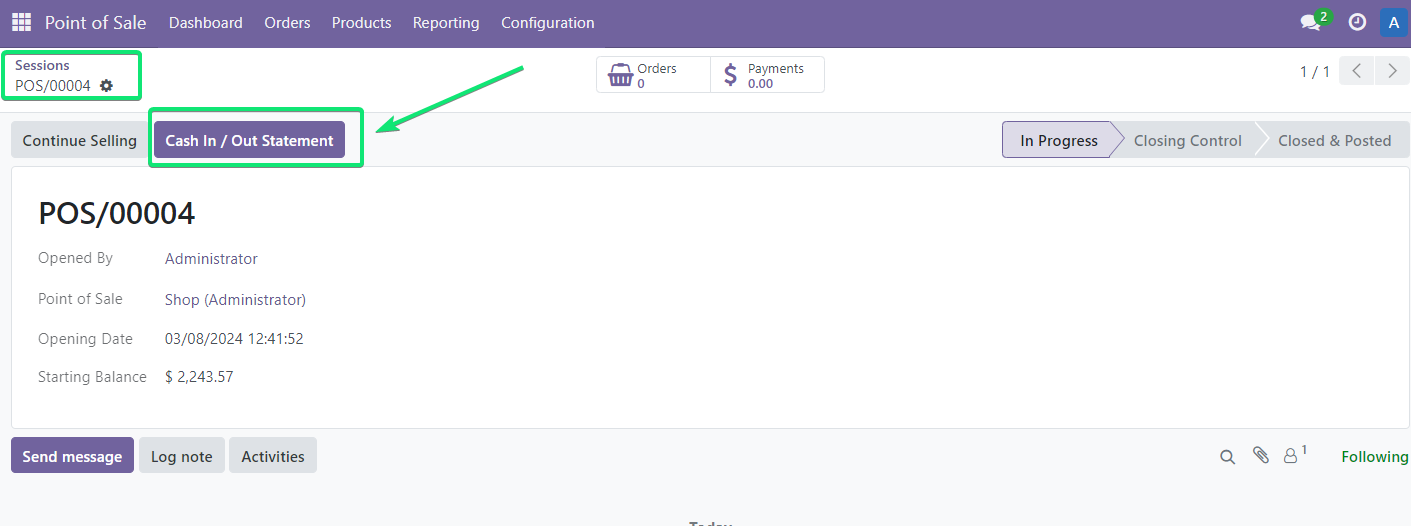 Point of Sale Dashboard Orders Products Reporting Configuration 2 A
Sessions
POS/00004
Orders
0
Payments
0.00
1 / 1
Continue Selling Cash In / Out Statement In Progress Closing Control Closed & Posted
POS/00004
Opened By Administrator
Point of Sale Shop (Administrator)
Opening Date 03/08/2024 12:41:52
Starting Balance $ 2,243.57
Send message Log note Activities 1 Following
Today